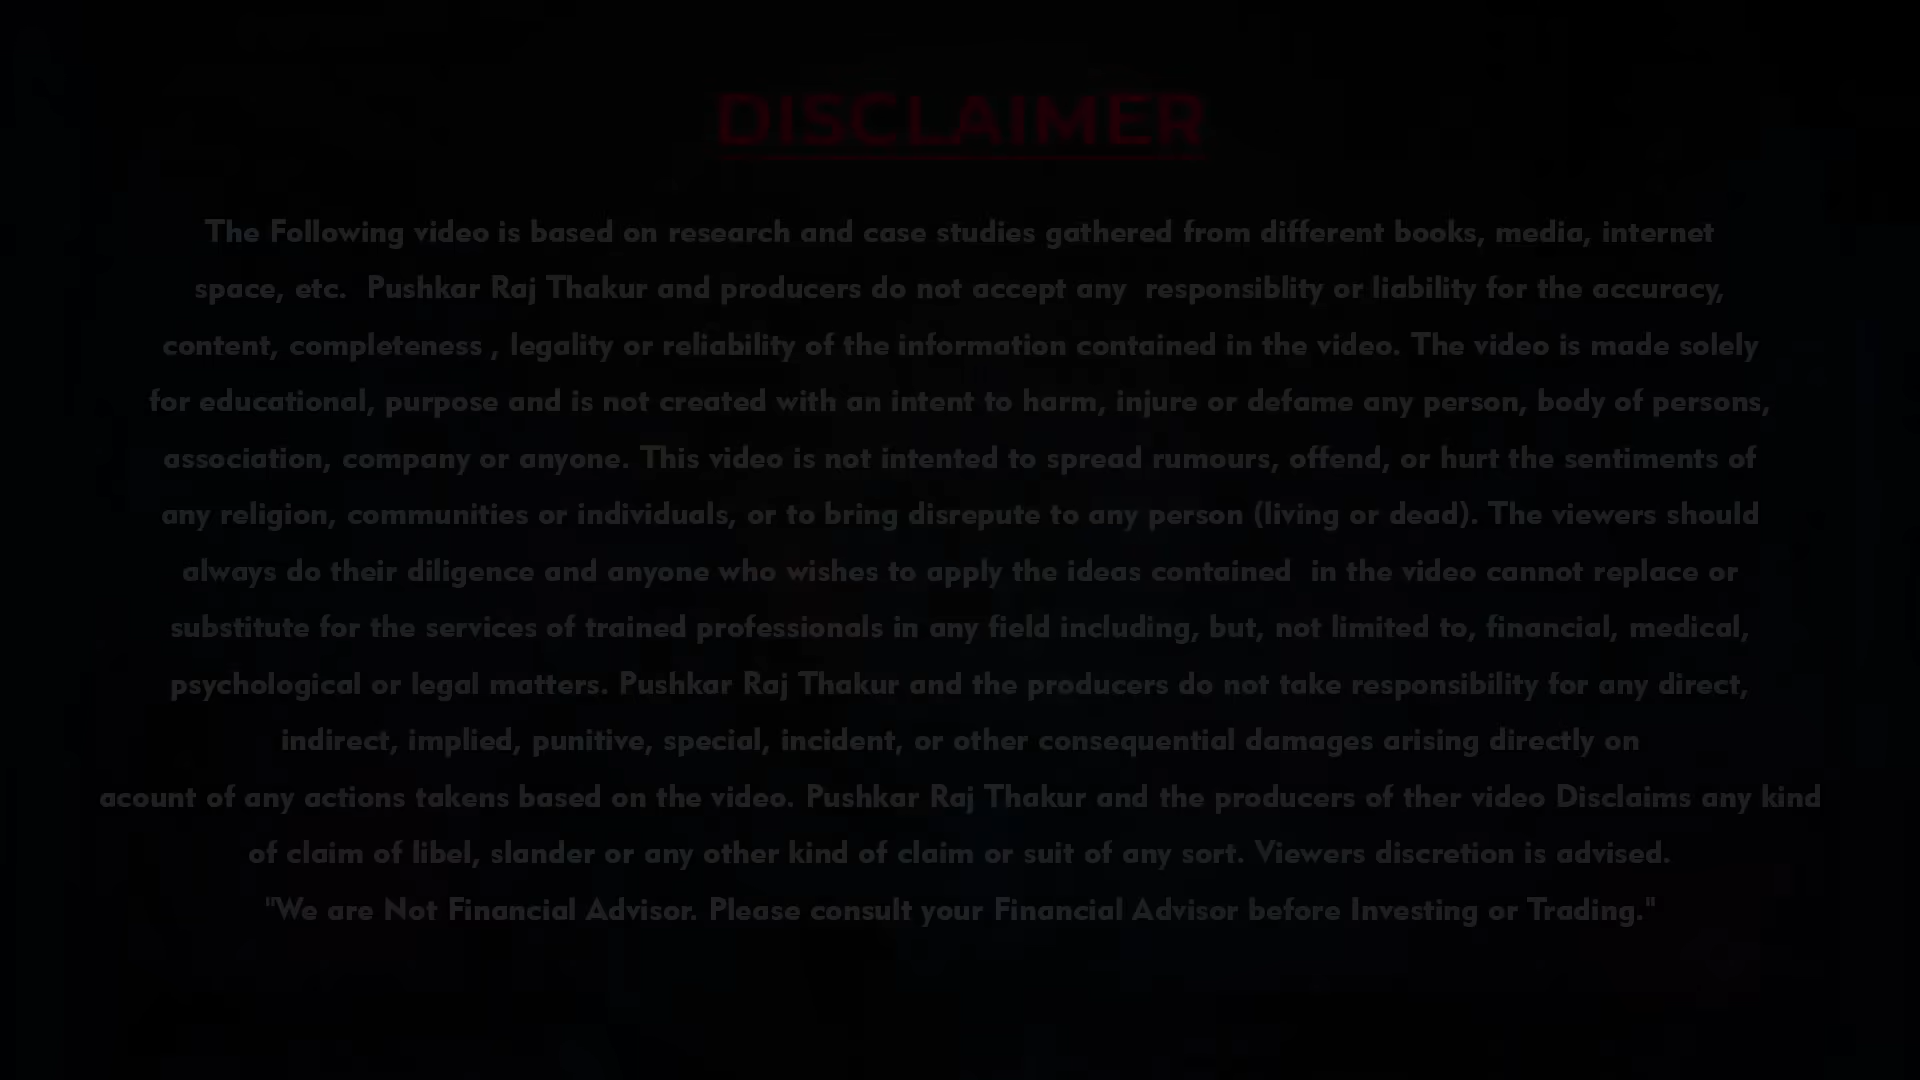 DISCLAIMER
The Following video is based on research and case studies gathered from different books, media, internet
space, etc.  Pushkar Raj Thakur and producers do not accept any  responsiblity or liability for the accuracy,
content, completeness , legality or reliability of the information contained in the video. The video is made solely
for educational, purpose and is not created with an intent to harm, injure or defame any person, body of persons,
association, company or anyone. This video is not intented to spread rumours, offend, or hurt the sentiments of
any religion, communities or individuals, or to bring disrepute to any person (living or dead). The viewers should
always do their diligence and anyone who wishes to apply the ideas contained  in the video cannot replace or
substitute for the services of trained professionals in any field including, but, not limited to, financial, medical,
psychological or legal matters. Pushkar Raj Thakur and the producers do not take responsibility for any direct,
indirect, implied, punitive, special, incident, or other consequential damages arising directly on
acount of any actions takens based on the video. Pushkar Raj Thakur and the producers of ther video Disclaims any kind
of claim of libel, slander or any other kind of claim or suit of any sort. Viewers discretion is advised.
"We are Not Financial Advisor. Please consult your Financial Advisor before Investing or Trading."